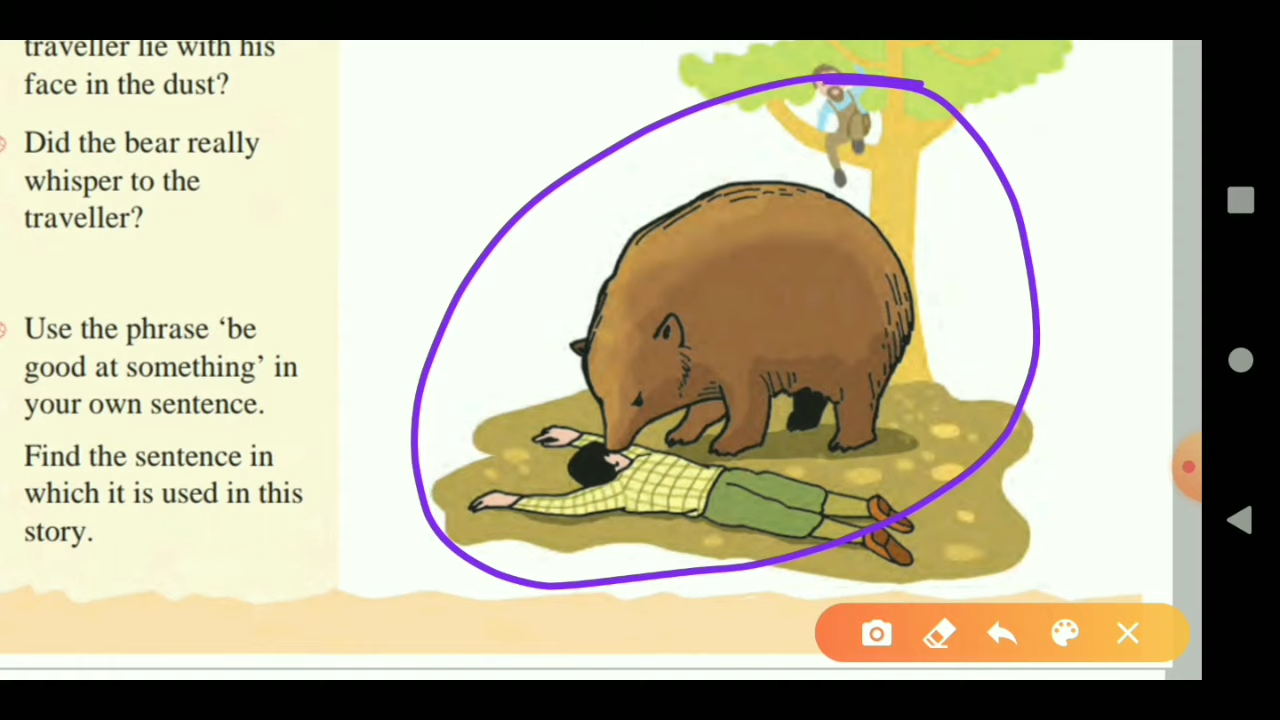 traveller lie with his
face in the dust?
Did the bear really
whisper to the
traveller?
Use the phrase ‘be
good at something’ in
your own sentence.
Find the sentence in
which it is used in this
story.